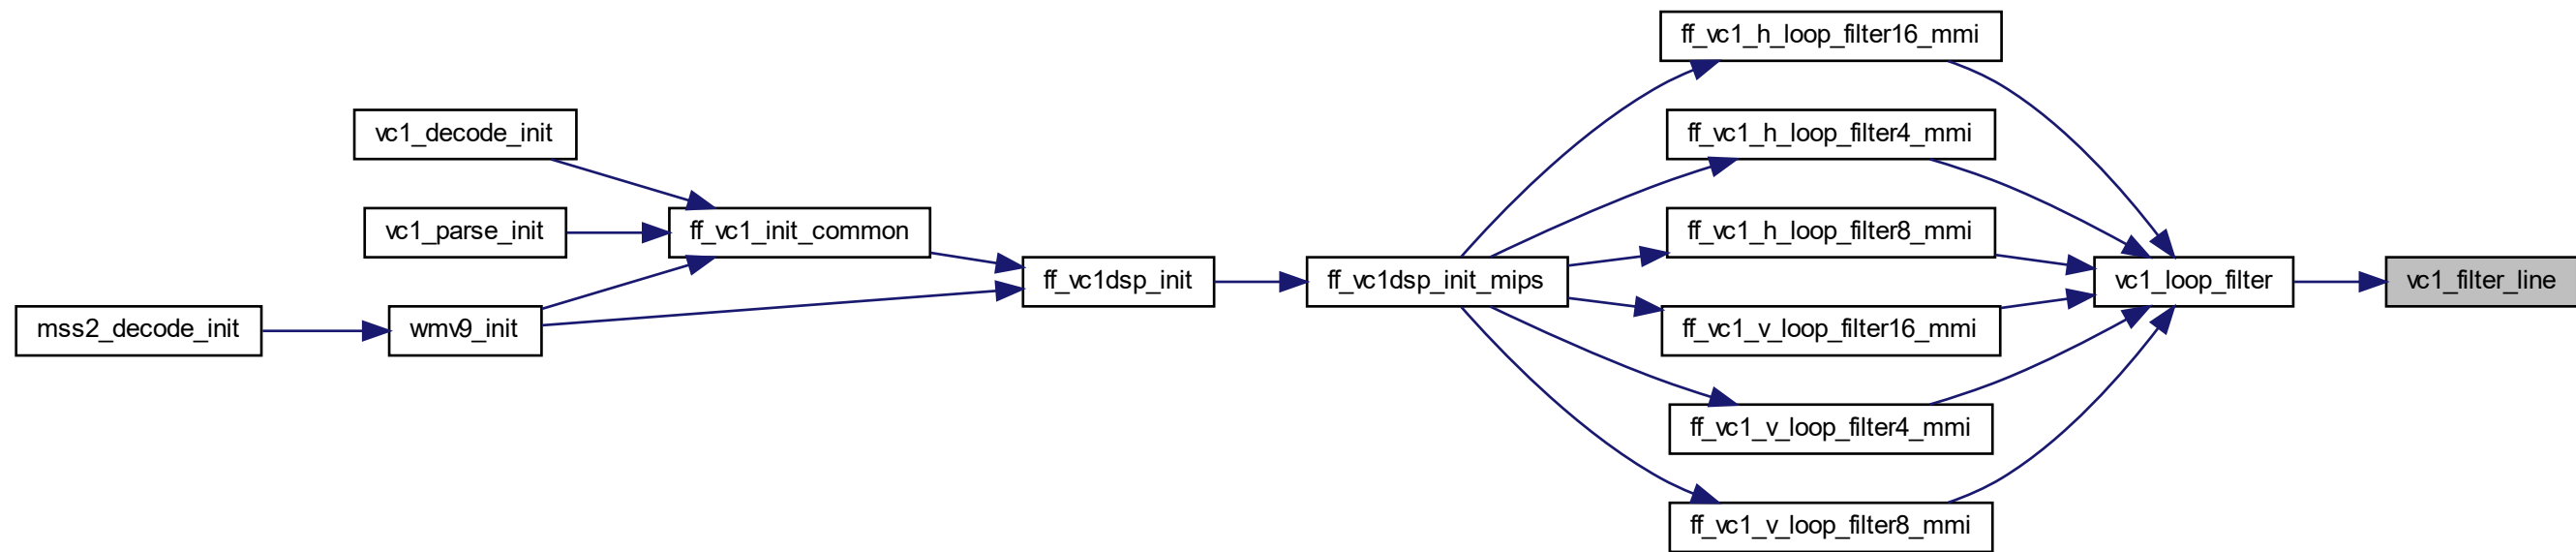 ff_vc1_h_loop_filter16_mmi
vc1_decode_init
ff_vc1_h_loop_filter4_mmi
vc1_parse_init
ff_vc1_init_common
ff_vc1_h_loop_filter8_mmi
ff_vc1dsp_init
ff_vc1dsp_init_mips
vc1_loop_filter
vc1_filter_line
mss2_decode_init
wmv9_init
ff_vc1_v_loop_filter16_mmi
ff_vc1_v_loop_filter4_mmi
ff_vc1_v_loop_filter8_mmi